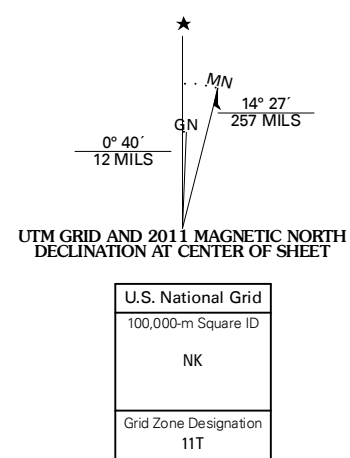 MN
14° 27´
257 MILS
GN
0° 40´
12 MILS
UTM GRID AND 2011 MAGNETIC NORTH
DECLINATION AT CENTER OF SHEET
U.S. National Grid
100,000-m Square ID
NK
Grid Zone Designation
11T